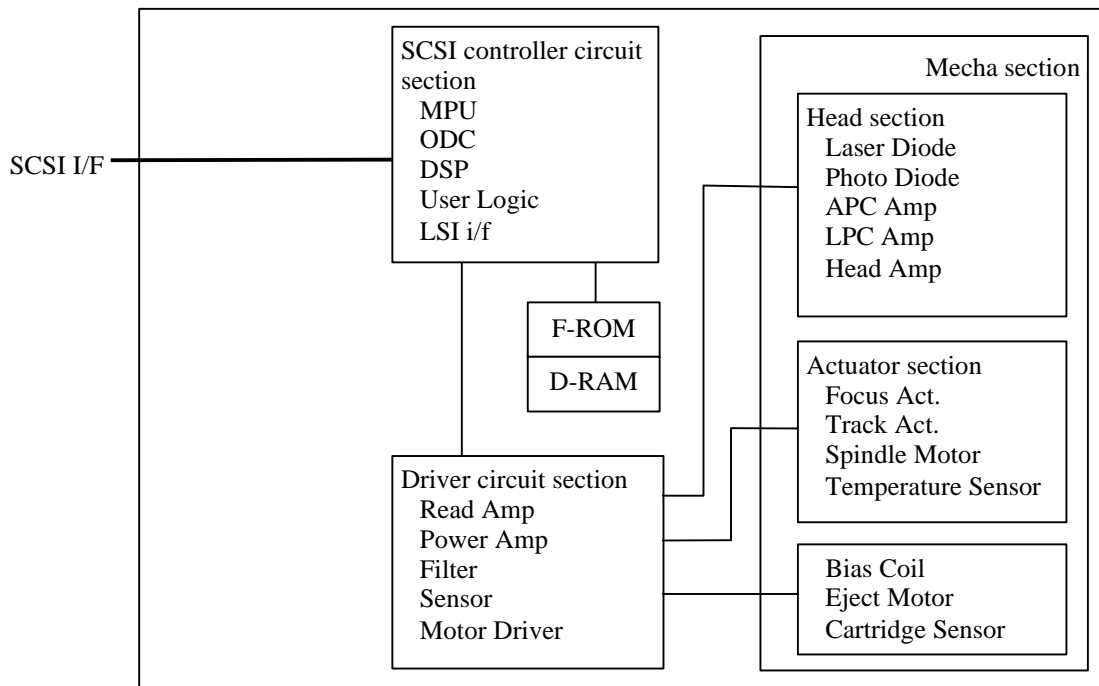 SCSI I/F
SCSI controller circuit
section
MPU
ODC
DSP
User Logic
LSI i/f
F-ROM
D-RAM
Driver circuit section
Read Amp
Power Amp
Filter
Sensor
Motor Driver
Mecha section
Head section
Laser Diode
Photo Diode
APC Amp
LPC Amp
Head Amp
Actuator section
Focus Act.
Track Act.
Spindle Motor
Temperature Sensor
Bias Coil
Eject Motor
Cartridge Sensor